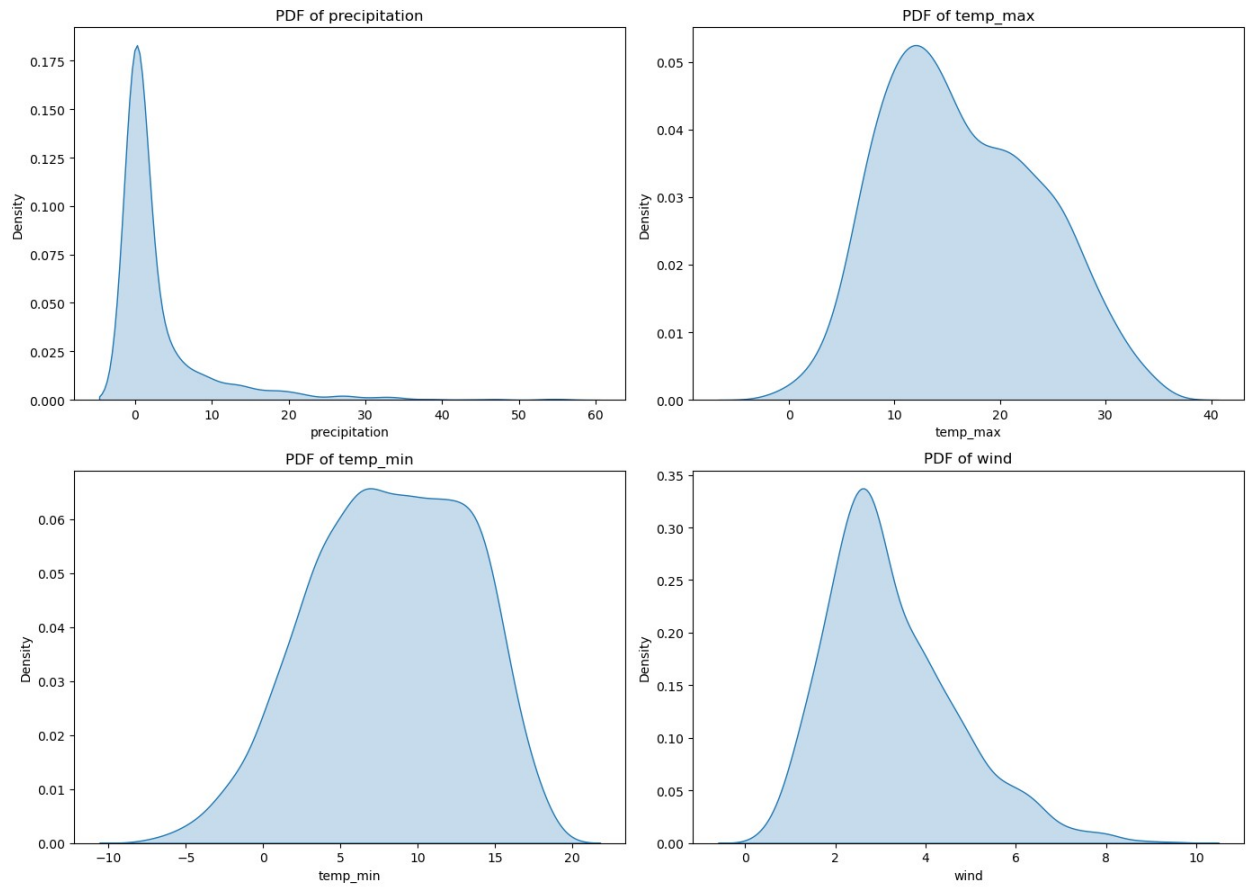 PDF of precipitation
Density
0.175
0.150
0.125
0.100
0.075
0.050
0.025
0.000
0 10 20 30 40 50 60
precipitation
PDF of temp_max
Density
0.05
0.04
0.03
0.02
0.01
0.00
0 10 20 30 40
temp_max
PDF of temp_min
Density
0.06
0.05
0.04
0.03
0.02
0.01
0.00
−10 −5 0 5 10 15 20
temp_min
PDF of wind
Density
0.35
0.30
0.25
0.20
0.15
0.10
0.05
0.00
0 2 4 6 8 10
wind